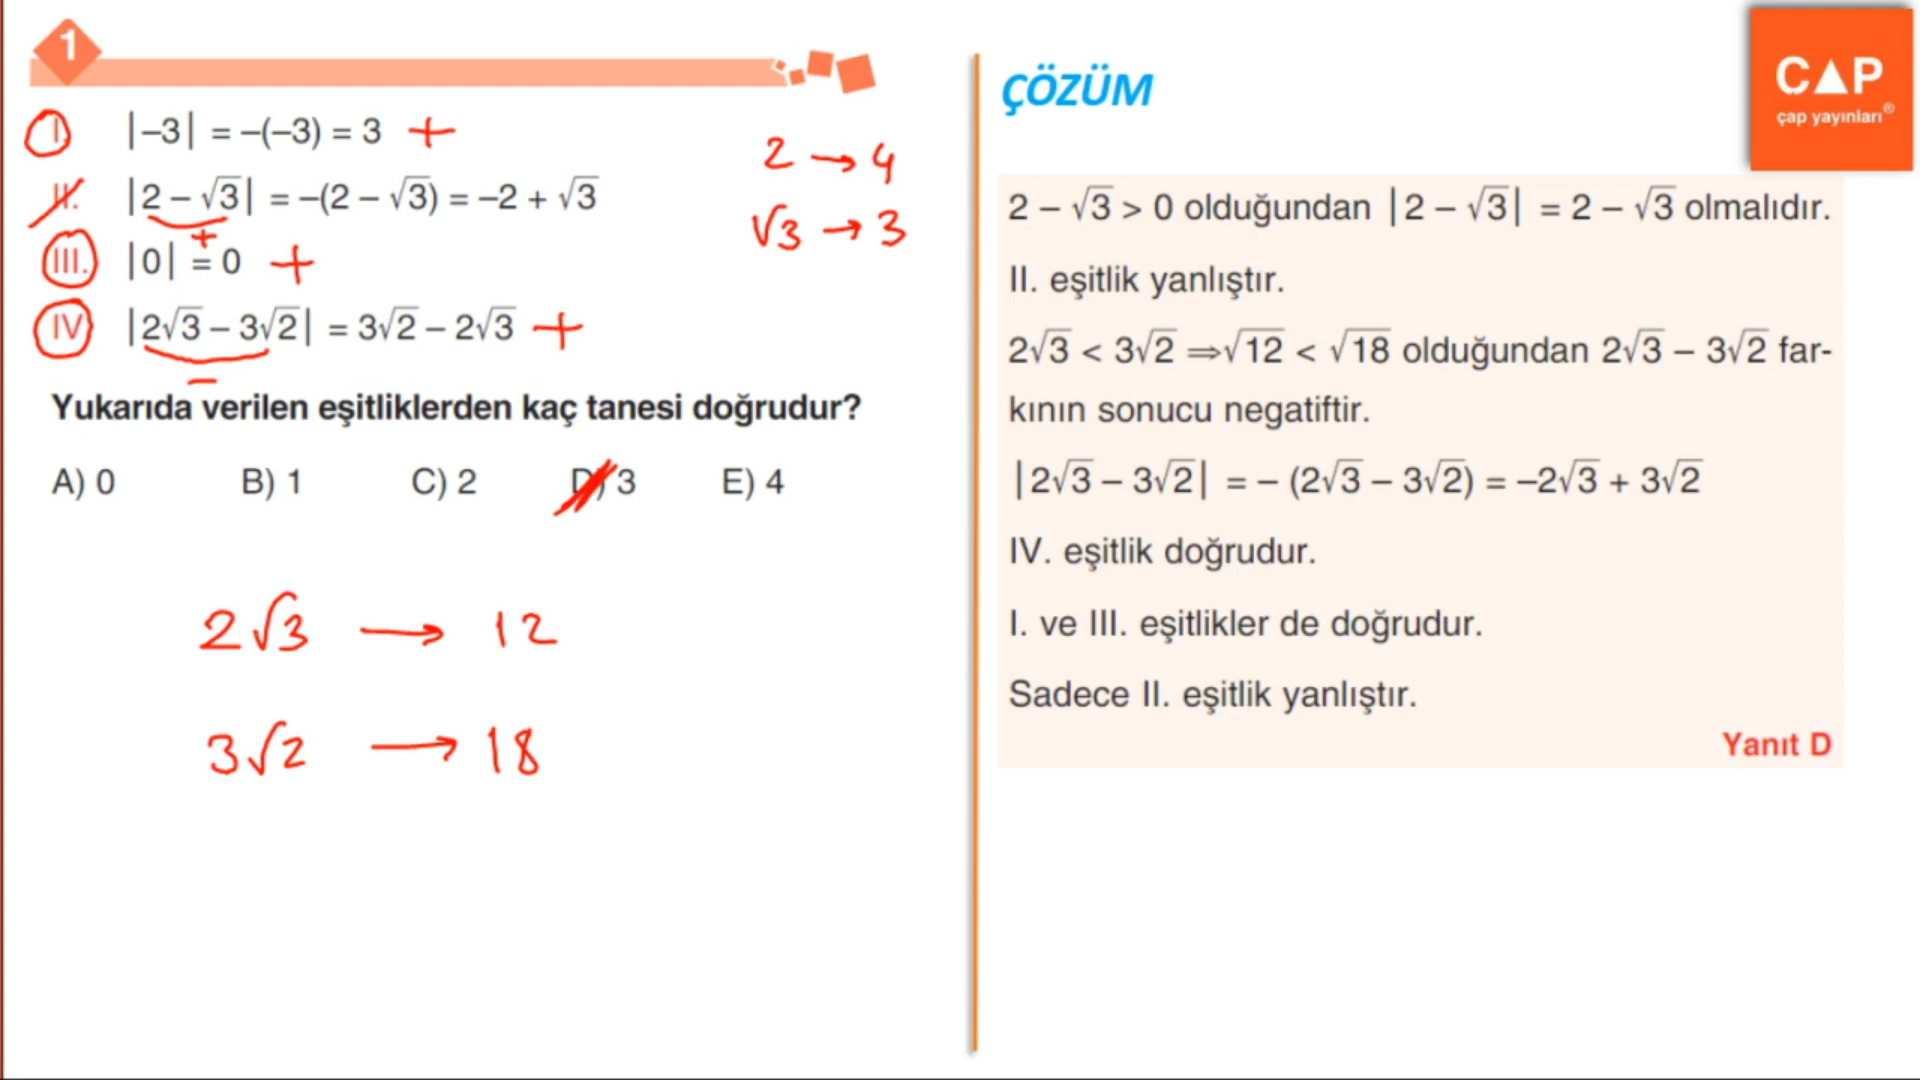 1
I. |–3| = –(–3) = 3 +
II. |2 – √3| = –(2 – √3) = –2 + √3
+
III. |0| = 0 +
IV |2√3 – 3√2| = 3√2 – 2√3 +
–
2 → 4
√3 → 3
Yukarıda verilen eşitliklerden kaç tanesi doğrudur?
A) 0 B) 1 C) 2 D) 3 E) 4
2√3 → 12
3√2 → 18
ÇÖZÜM
2 – √3 > 0 olduğundan |2 – √3| = 2 – √3 olmalıdır.
II. eşitlik yanlıştır.
2√3 < 3√2 ⇒ √12 < √18 olduğundan 2√3 – 3√2 far-
kının sonucu negatiftir.
|2√3 – 3√2| = – (2√3 – 3√2) = –2√3 + 3√2
IV. eşitlik doğrudur.
I. ve III. eşitlikler de doğrudur.
Sadece II. eşitlik yanlıştır.
Yanıt D
CAP
çap yayınları®